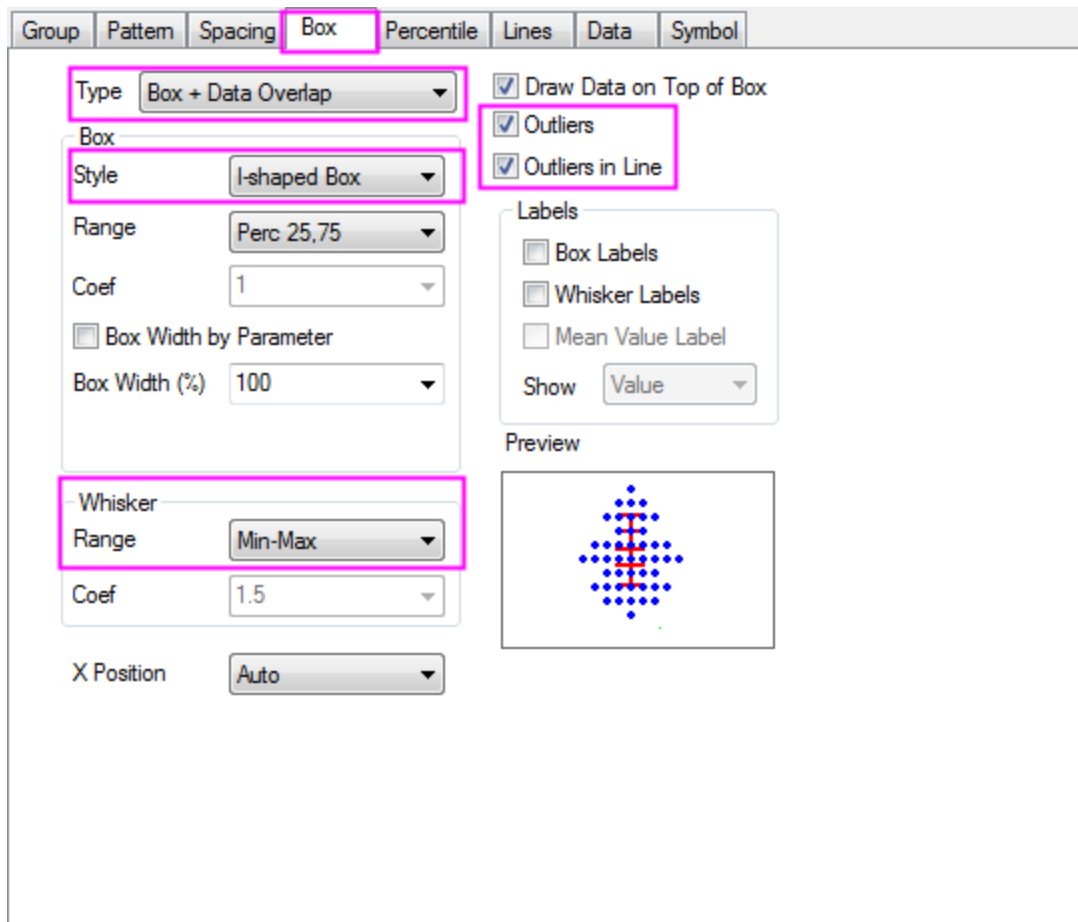 Group Pattern Spacing Box Percentile Lines Data Symbol
Type Box + Data Overlap
Box
Style I-shaped Box
Range Perc 25,75
Coef 1
Box Width by Parameter
Box Width (%) 100
Whisker
Range Min-Max
Coef 1.5
X Position Auto
Draw Data on Top of Box
Outliers
Outliers in Line
Labels
Box Labels
Whisker Labels
Mean Value Label
Show Value
Preview